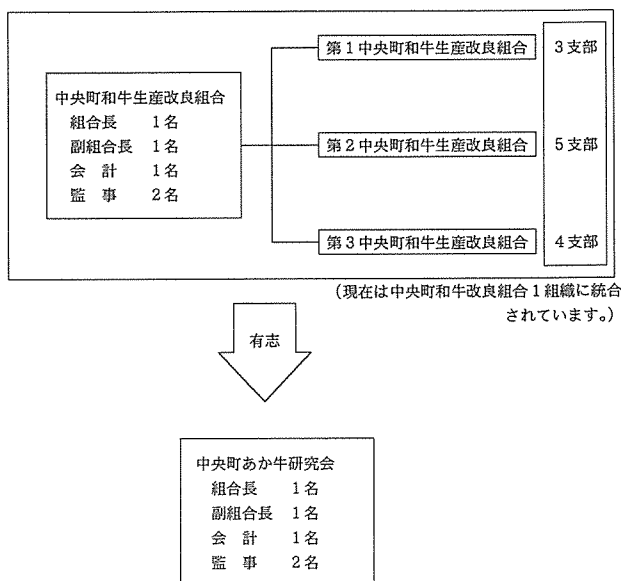 第1中央町和牛生産改良組合 3支部
中央町和牛生産改良組合
組合長 1名
副組合長 1名
会計 1名
監事 2名
第2中央町和牛生産改良組合 5支部
第3中央町和牛生産改良組合 4支部
(現在は中央町和牛改良組合1組織に統合
されています。)
有志
中央町あか牛研究会
組合長 1名
副組合長 1名
会計 1名
監事 2名